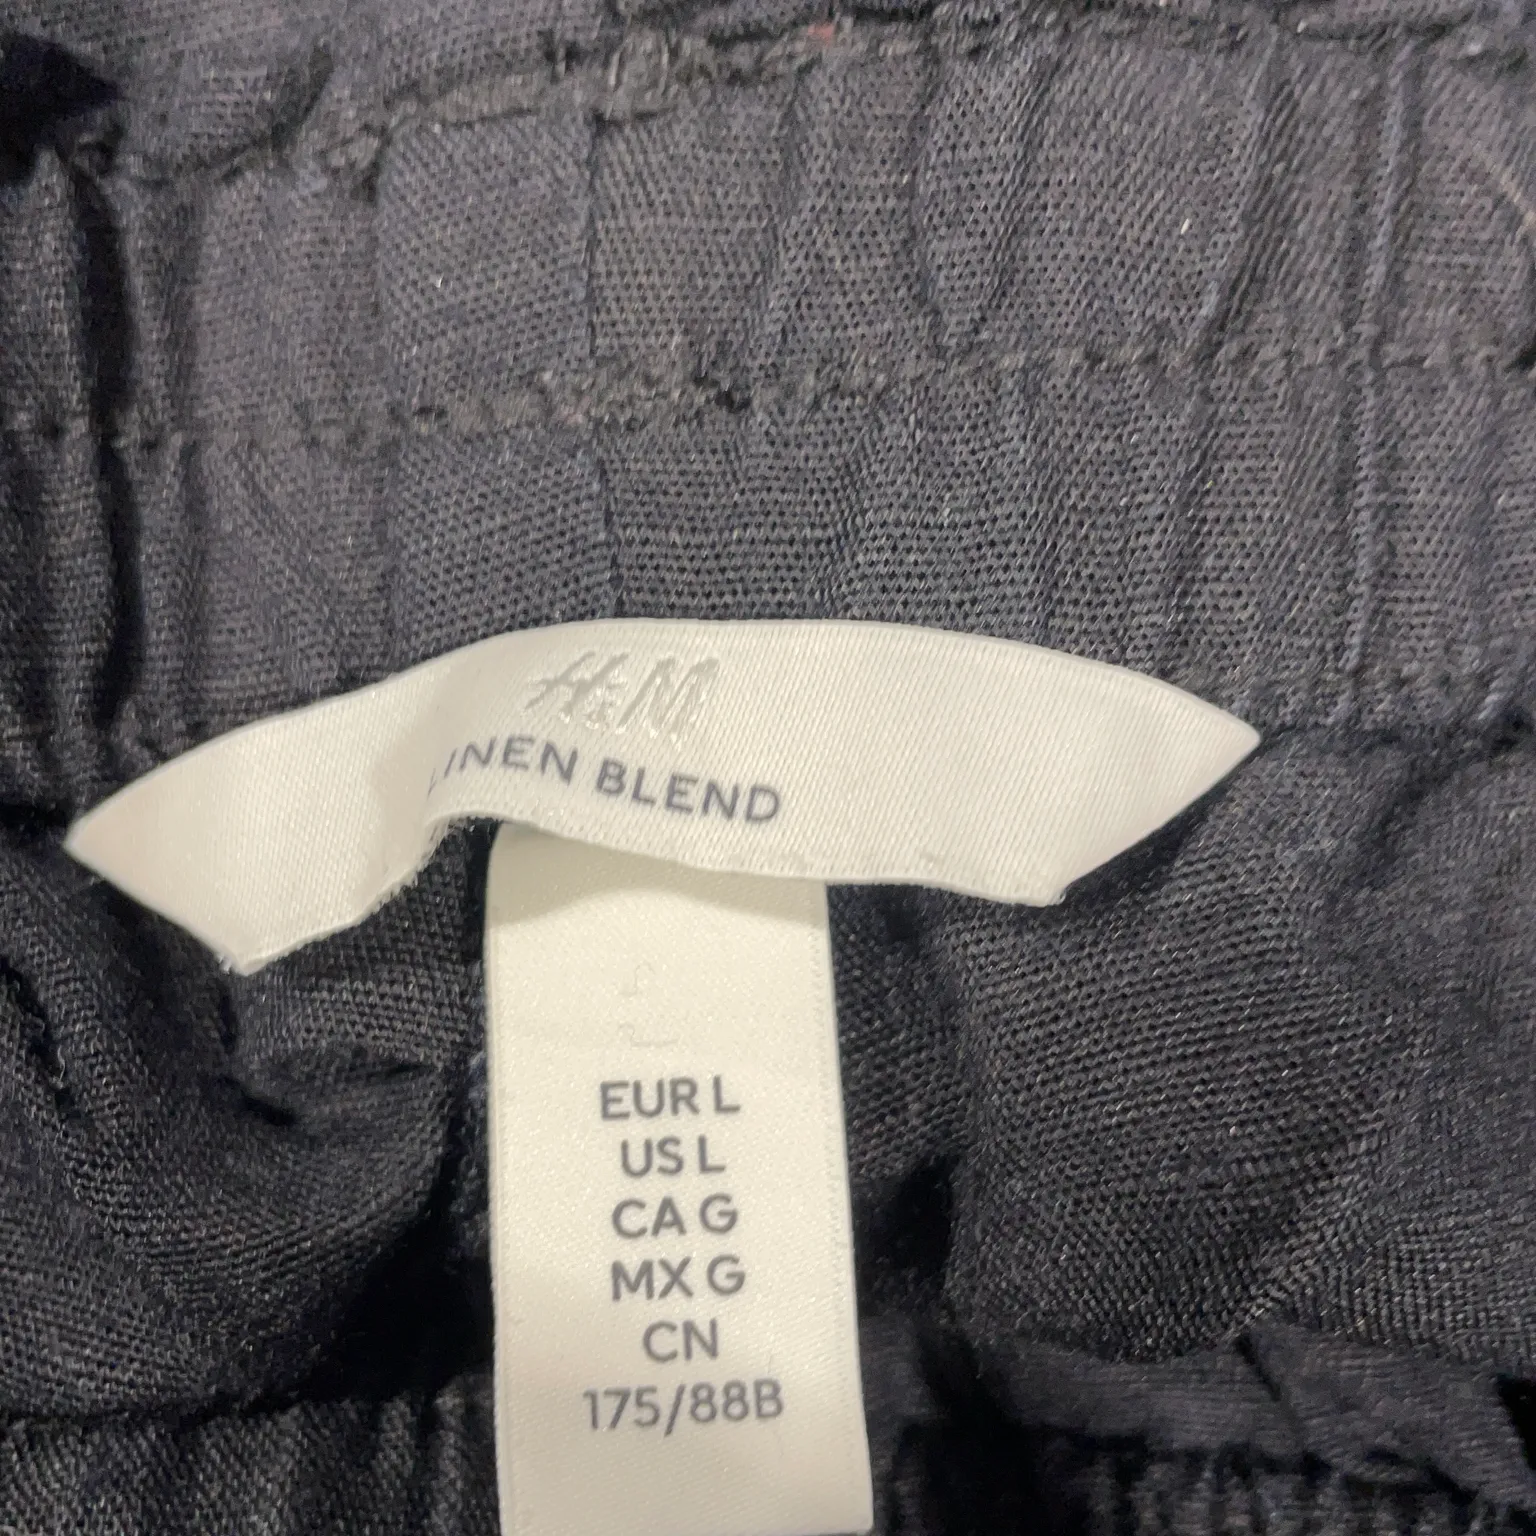 H&M
LINEN BLEND
EUR L
US L
CA G
MX G
CN
175/88B